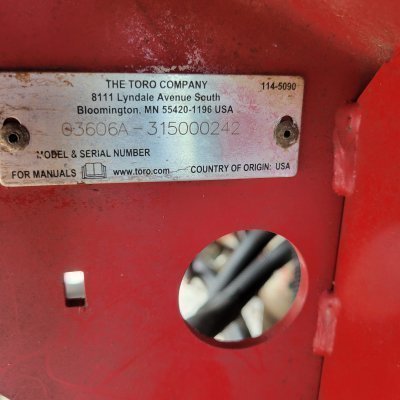 THE TORO COMPANY
114-5090
8111 Lyndale Avenue South
Bloomington, MN 55420-1196 USA
03606A-315000242
MODEL & SERIAL NUMBER
FOR MANUALS www.toro.com COUNTRY OF ORIGIN: USA